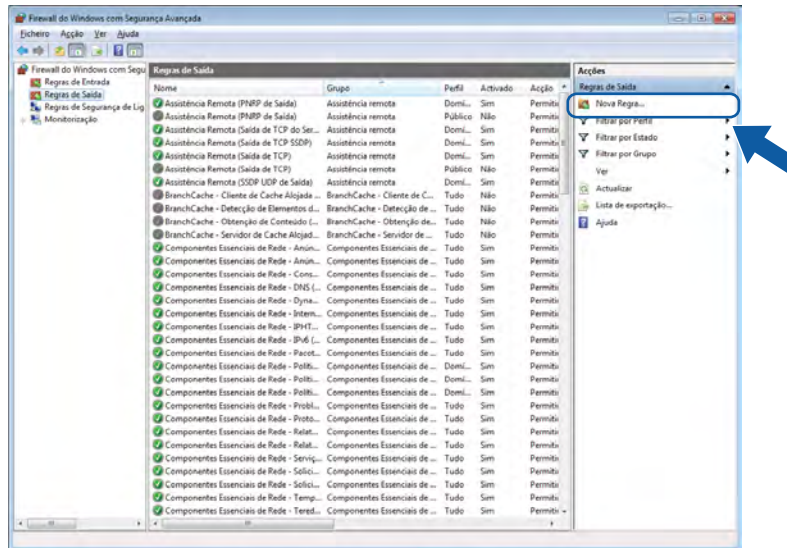 Firewall do Windows com Segurança Avançada
Ficheiro Acção Ver Ajuda
Firewall do Windows com Segu
Regras de Entrada
Regras de Saída
Regras de Segurança de Lig
Monitorização
Regras de Saída
Nome Grupo Perfil Activado Acção
Assistência Remota (PNRP de Saída) Assistência remota Domí... Sim Permitir
Assistência Remota (PNRP de Saída) Assistência remota Público Não Permitir
Assistência Remota (Saída de TCP do Ser... Assistência remota Domí... Sim Permitir
Assistência Remota (Saída de TCP SSDP) Assistência remota Domí... Sim Permitir
Assistência Remota (Saída de TCP) Assistência remota Domí... Sim Permitir
Assistência Remota (Saída de TCP) Assistência remota Público Não Permitir
Assistência Remota (SSDP UDP de Saída) Assistência remota Domí... Sim Permitir
BranchCache - Cliente de Cache Alojada ... BranchCache - Cliente de C... Tudo Não Permitir
BranchCache - Detecção de Elementos d... BranchCache - Detecção de ... Tudo Não Permitir
BranchCache - Obtenção de Conteúdo (... BranchCache - Obtenção de... Tudo Não Permitir
BranchCache - Servidor de Cache Alojad... BranchCache - Servidor de ... Tudo Não Permitir
Componentes Essenciais de Rede - Anún... Componentes Essenciais de ... Tudo Sim Permitir
Componentes Essenciais de Rede - Anún... Componentes Essenciais de ... Tudo Sim Permitir
Componentes Essenciais de Rede - Cons... Componentes Essenciais de ... Tudo Sim Permitir
Componentes Essenciais de Rede - DNS (... Componentes Essenciais de ... Tudo Sim Permitir
Componentes Essenciais de Rede - Dyna... Componentes Essenciais de ... Tudo Sim Permitir
Componentes Essenciais de Rede - Intern... Componentes Essenciais de ... Tudo Sim Permitir
Componentes Essenciais de Rede - IPHT... Componentes Essenciais de ... Tudo Sim Permitir
Componentes Essenciais de Rede - IPv6 (... Componentes Essenciais de ... Tudo Sim Permitir
Componentes Essenciais de Rede - Pacot... Componentes Essenciais de ... Tudo Sim Permitir
Componentes Essenciais de Rede - Políti... Componentes Essenciais de ... Domí... Sim Permitir
Componentes Essenciais de Rede - Políti... Componentes Essenciais de ... Domí... Sim Permitir
Componentes Essenciais de Rede - Políti... Componentes Essenciais de ... Domí... Sim Permitir
Componentes Essenciais de Rede - Probl... Componentes Essenciais de ... Tudo Sim Permitir
Componentes Essenciais de Rede - Proto... Componentes Essenciais de ... Tudo Sim Permitir
Componentes Essenciais de Rede - Relat... Componentes Essenciais de ... Tudo Sim Permitir
Componentes Essenciais de Rede - Relat... Componentes Essenciais de ... Tudo Sim Permitir
Componentes Essenciais de Rede - Serviç... Componentes Essenciais de ... Tudo Sim Permitir
Componentes Essenciais de Rede - Solici... Componentes Essenciais de ... Tudo Sim Permitir
Componentes Essenciais de Rede - Solici... Componentes Essenciais de ... Tudo Sim Permitir
Componentes Essenciais de Rede - Temp... Componentes Essenciais de ... Tudo Sim Permitir
Componentes Essenciais de Rede - Tered... Componentes Essenciais de ... Tudo Sim Permitir
Acções
Regras de Saída
Nova Regra...
Filtrar por Perfil
Filtrar por Estado
Filtrar por Grupo
Ver
Actualizar
Lista de exportação...
Ajuda